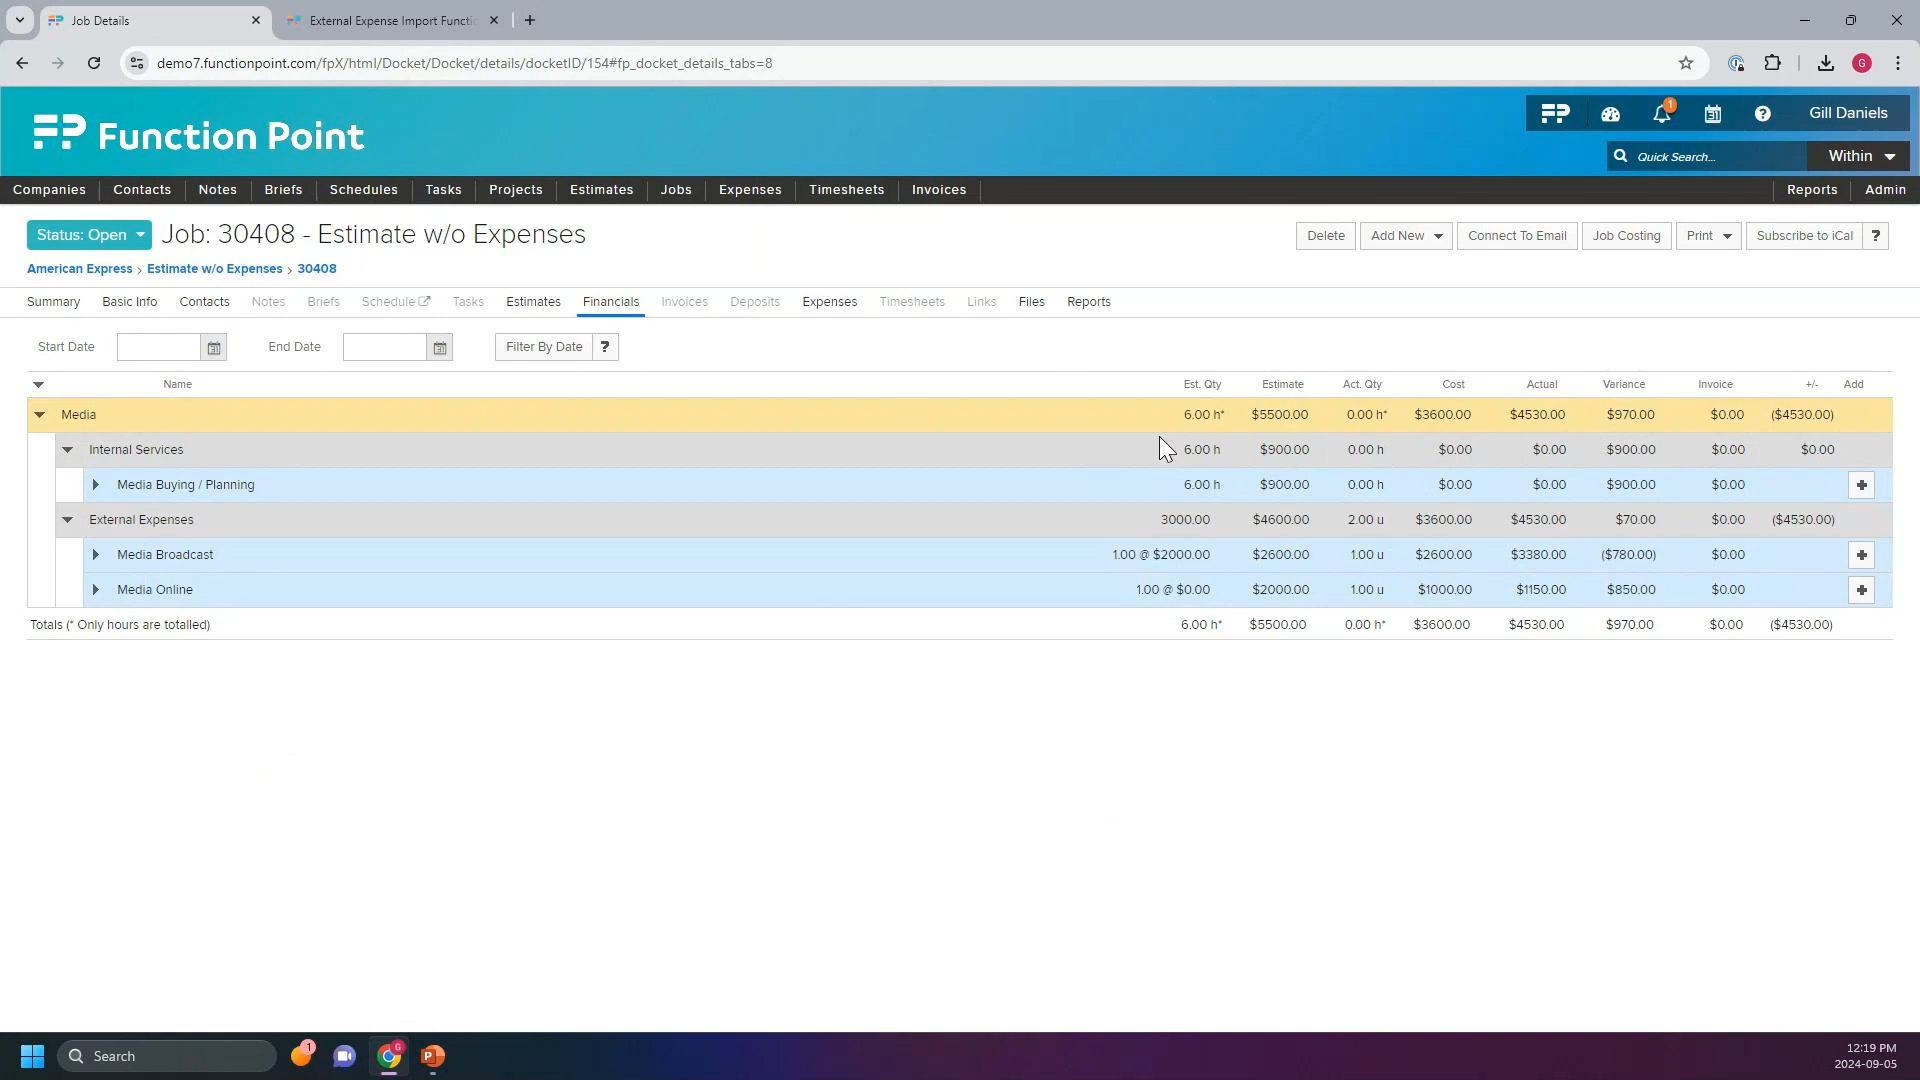 Job Details
External Expense Import Functi
demo7.functionpoint.com/fpX/html/Docket/Docket/details/docketID/154#fp_docket_details_tabs=8
G
FP Function Point
FP 1 31 ? Gill Daniels
Quick Search... Within
Companies Contacts Notes Briefs Schedules Tasks Projects Estimates Jobs Expenses Timesheets Invoices Reports Admin
Status: Open Job: 30408 - Estimate w/o Expenses Delete Add New Connect To Email Job Costing Print Subscribe to iCal ?
American Express › Estimate w/o Expenses › 30408
Summary Basic Info Contacts Notes Briefs Schedule Tasks Estimates Financials Invoices Deposits Expenses Timesheets Links Files Reports
Start Date 31 End Date 31 Filter By Date ?
Name Est. Qty Estimate Act. Qty Cost Actual Variance Invoice +/- Add
Media 6.00 h* $5500.00 0.00 h* $3600.00 $4530.00 $970.00 $0.00 ($4530.00)
Internal Services 6.00 h $900.00 0.00 h $0.00 $0.00 $900.00 $0.00 $0.00
Media Buying / Planning 6.00 h $900.00 0.00 h $0.00 $0.00 $900.00 $0.00
External Expenses 3000.00 $4600.00 2.00 u $3600.00 $4530.00 $70.00 $0.00 ($4530.00)
Media Broadcast 1.00 @ $2000.00 $2600.00 1.00 u $2600.00 $3380.00 ($780.00) $0.00
Media Online 1.00 @ $0.00 $2000.00 1.00 u $1000.00 $1150.00 $850.00 $0.00
Totals (* Only hours are totalled) 6.00 h* $5500.00 0.00 h* $3600.00 $4530.00 $970.00 $0.00 ($4530.00)
Search 1 G P 12:19 PM
2024-09-05